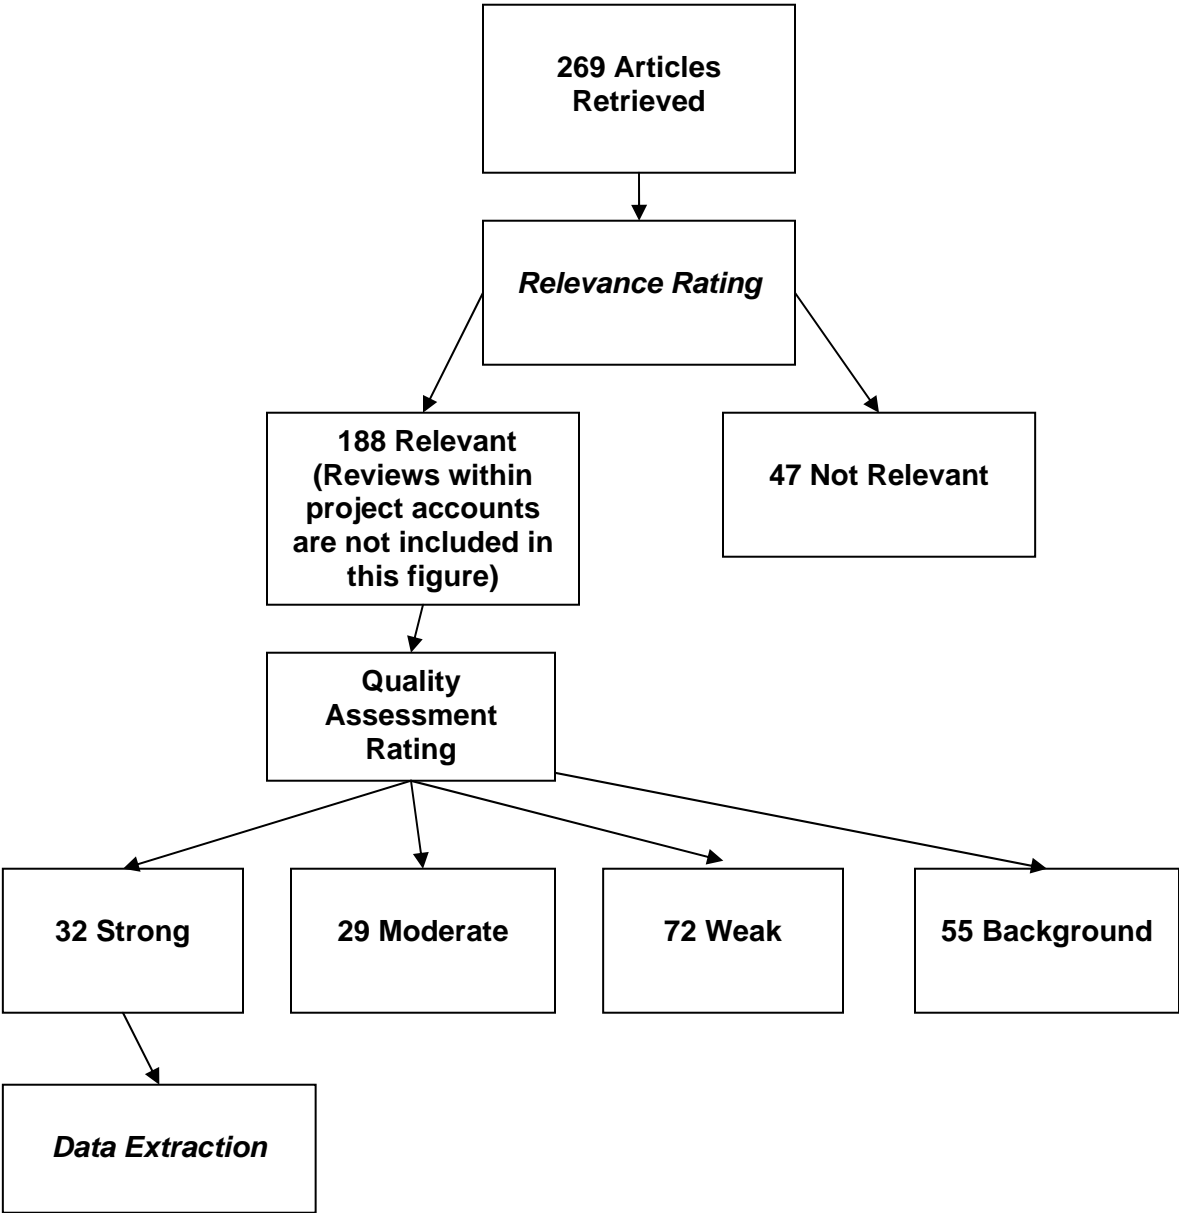 269 Articles
Retrieved
Relevance Rating
188 Relevant
(Reviews within
project accounts
are not included in
this figure)
47 Not Relevant
Quality
Assessment
Rating
32 Strong
29 Moderate
72 Weak
55 Background
Data Extraction